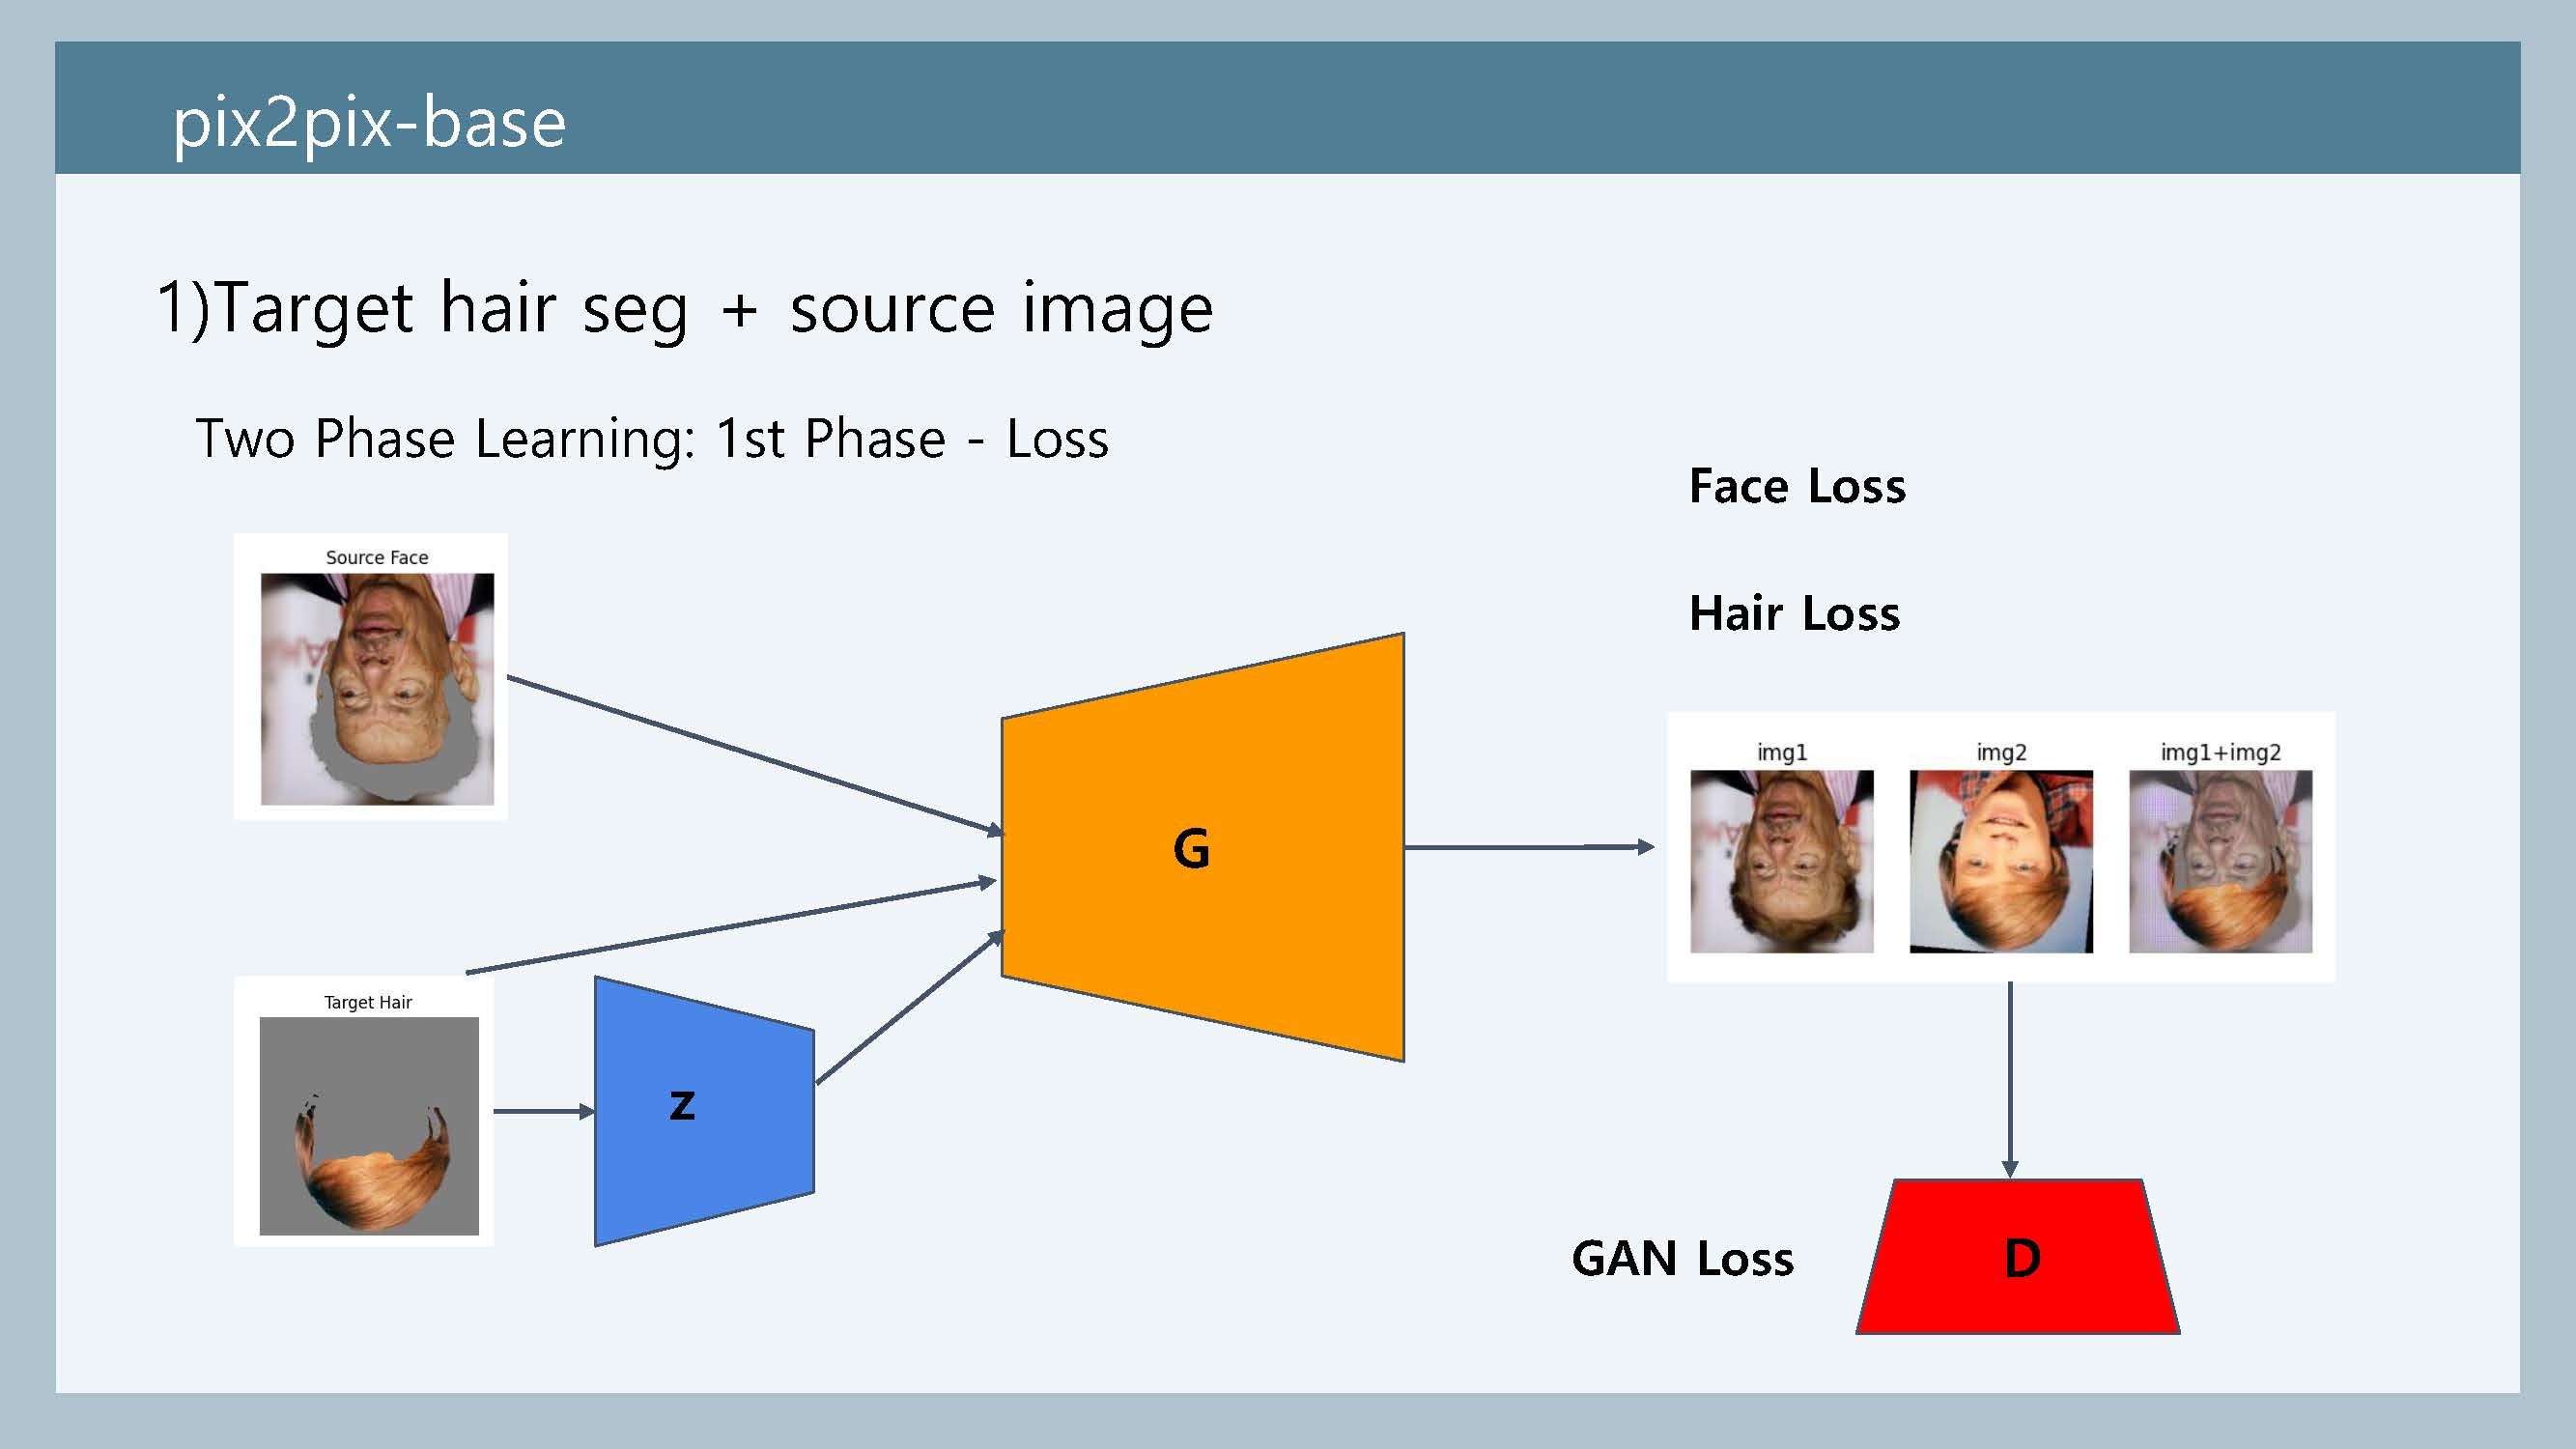 pix2pix-base
1)Target hair seg + source image
Two Phase Learning: 1st Phase - Loss
Face Loss
Hair Loss
Source Face
img1
img2
img1+img2
G
Target Hair
z
GAN Loss
D